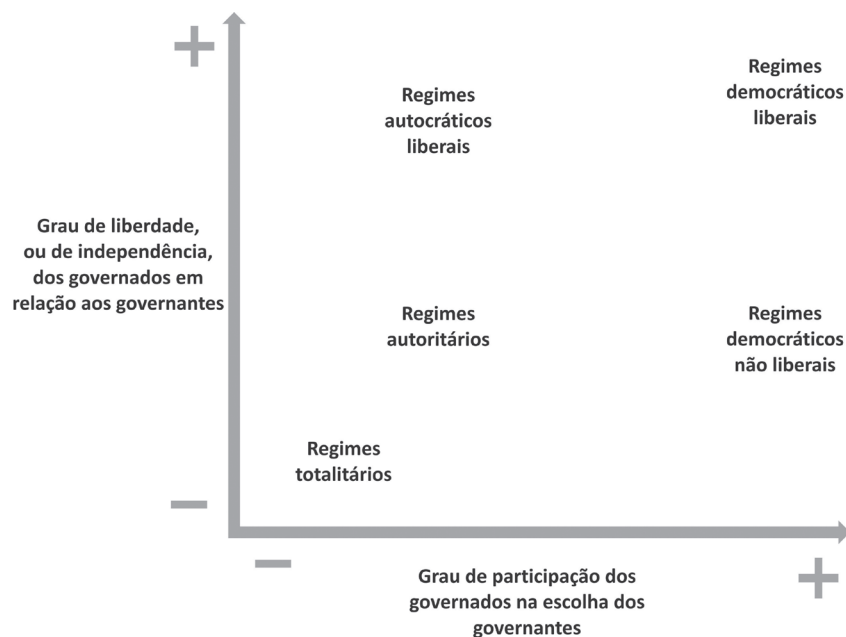 +
Regimes
autocráticos
liberais
Regimes
democráticos
liberais
Grau de liberdade,
ou de independência,
dos governados em
relação aos governantes
Regimes
autoritários
Regimes
democráticos
não liberais
Regimes
totalitários
−
−
+
Grau de participação dos
governados na escolha dos
governantes